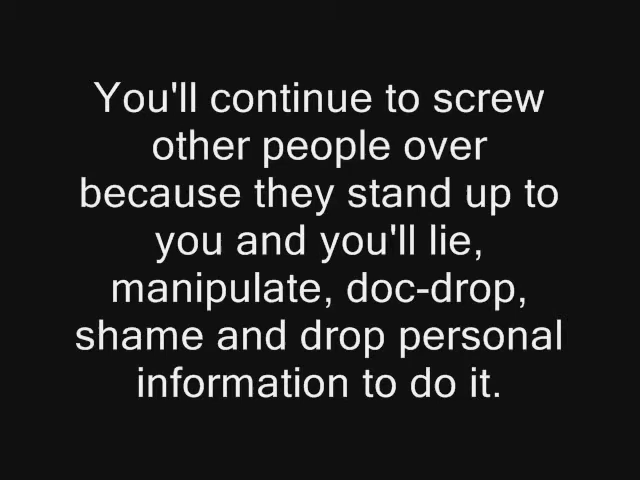 You'll continue to screw
other people over
because they stand up to
you and you'll lie,
manipulate, doc-drop,
shame and drop personal
information to do it.